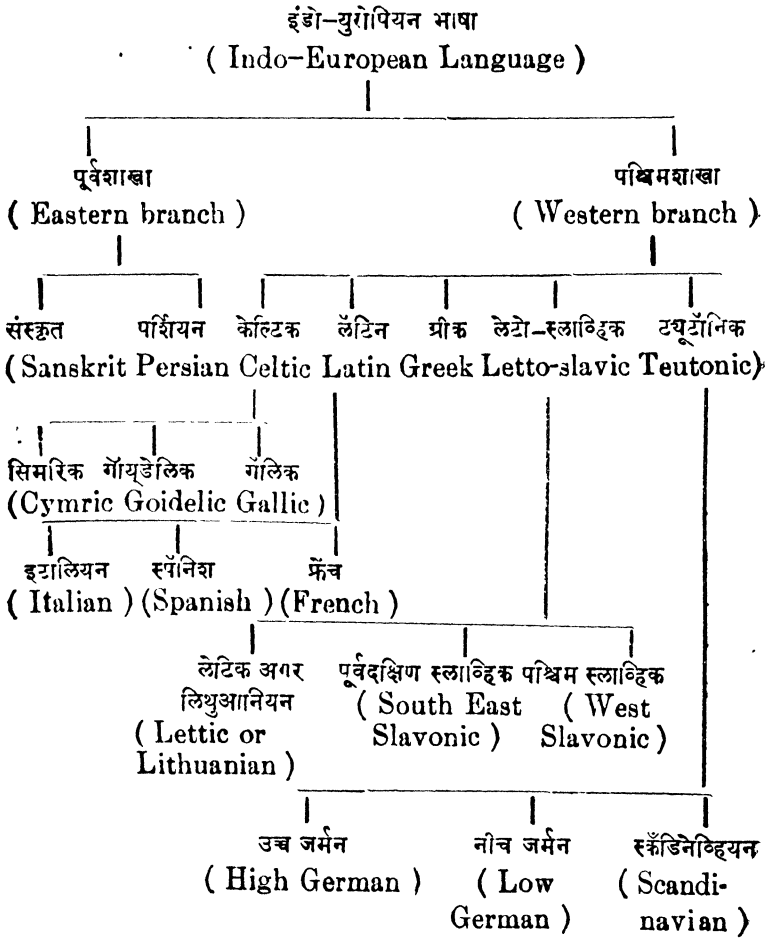 इंडो-युरोपियन भाषा
( Indo-European Language )
पूर्वशाखा पश्चिमशाखा
( Eastern branch ) ( Western branch )
संस्कृत पर्शियन केल्टिक लॅटिन ग्रीक लेटो-स्लाव्हिक ट्यूटॉनिक
(Sanskrit Persian Celtic Latin Greek Letto-slavic Teutonic)
सिमरिक गॉय्डेलिक गॅलिक
(Cymric Goidelic Gallic )
इटालियन स्पॅनिश फ्रेंच
( Italian ) (Spanish ) (French )
लेटिक अगर पूर्वदक्षिण स्लाव्हिक पश्चिम स्लाव्हिक
लिथुआनियन ( South East ( West
( Lettic or Slavonic ) Slavonic )
Lithuanian )
उच्च जर्मन नीच जर्मन स्कँडिनेव्हियन
( High German ) ( Low ( Scandi-
German ) navian )